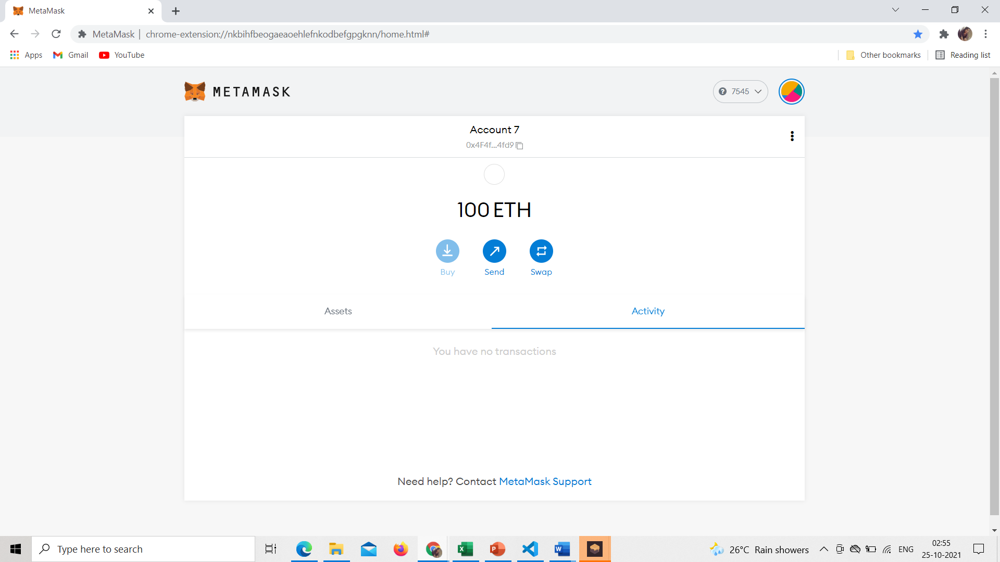 MetaMask
MetaMask | chrome-extension://nkbihfbeogaeaoehlefnkodbefgpgknn/home.html#
Apps Gmail YouTube Other bookmarks Reading list
METAMASK
? 7545
Account 7
0x4F4f...4fd9
100 ETH
Buy Send Swap
Assets Activity
You have no transactions
Need help? Contact MetaMask Support
Type here to search
26°C Rain showers ENG
02:55
25-10-2021